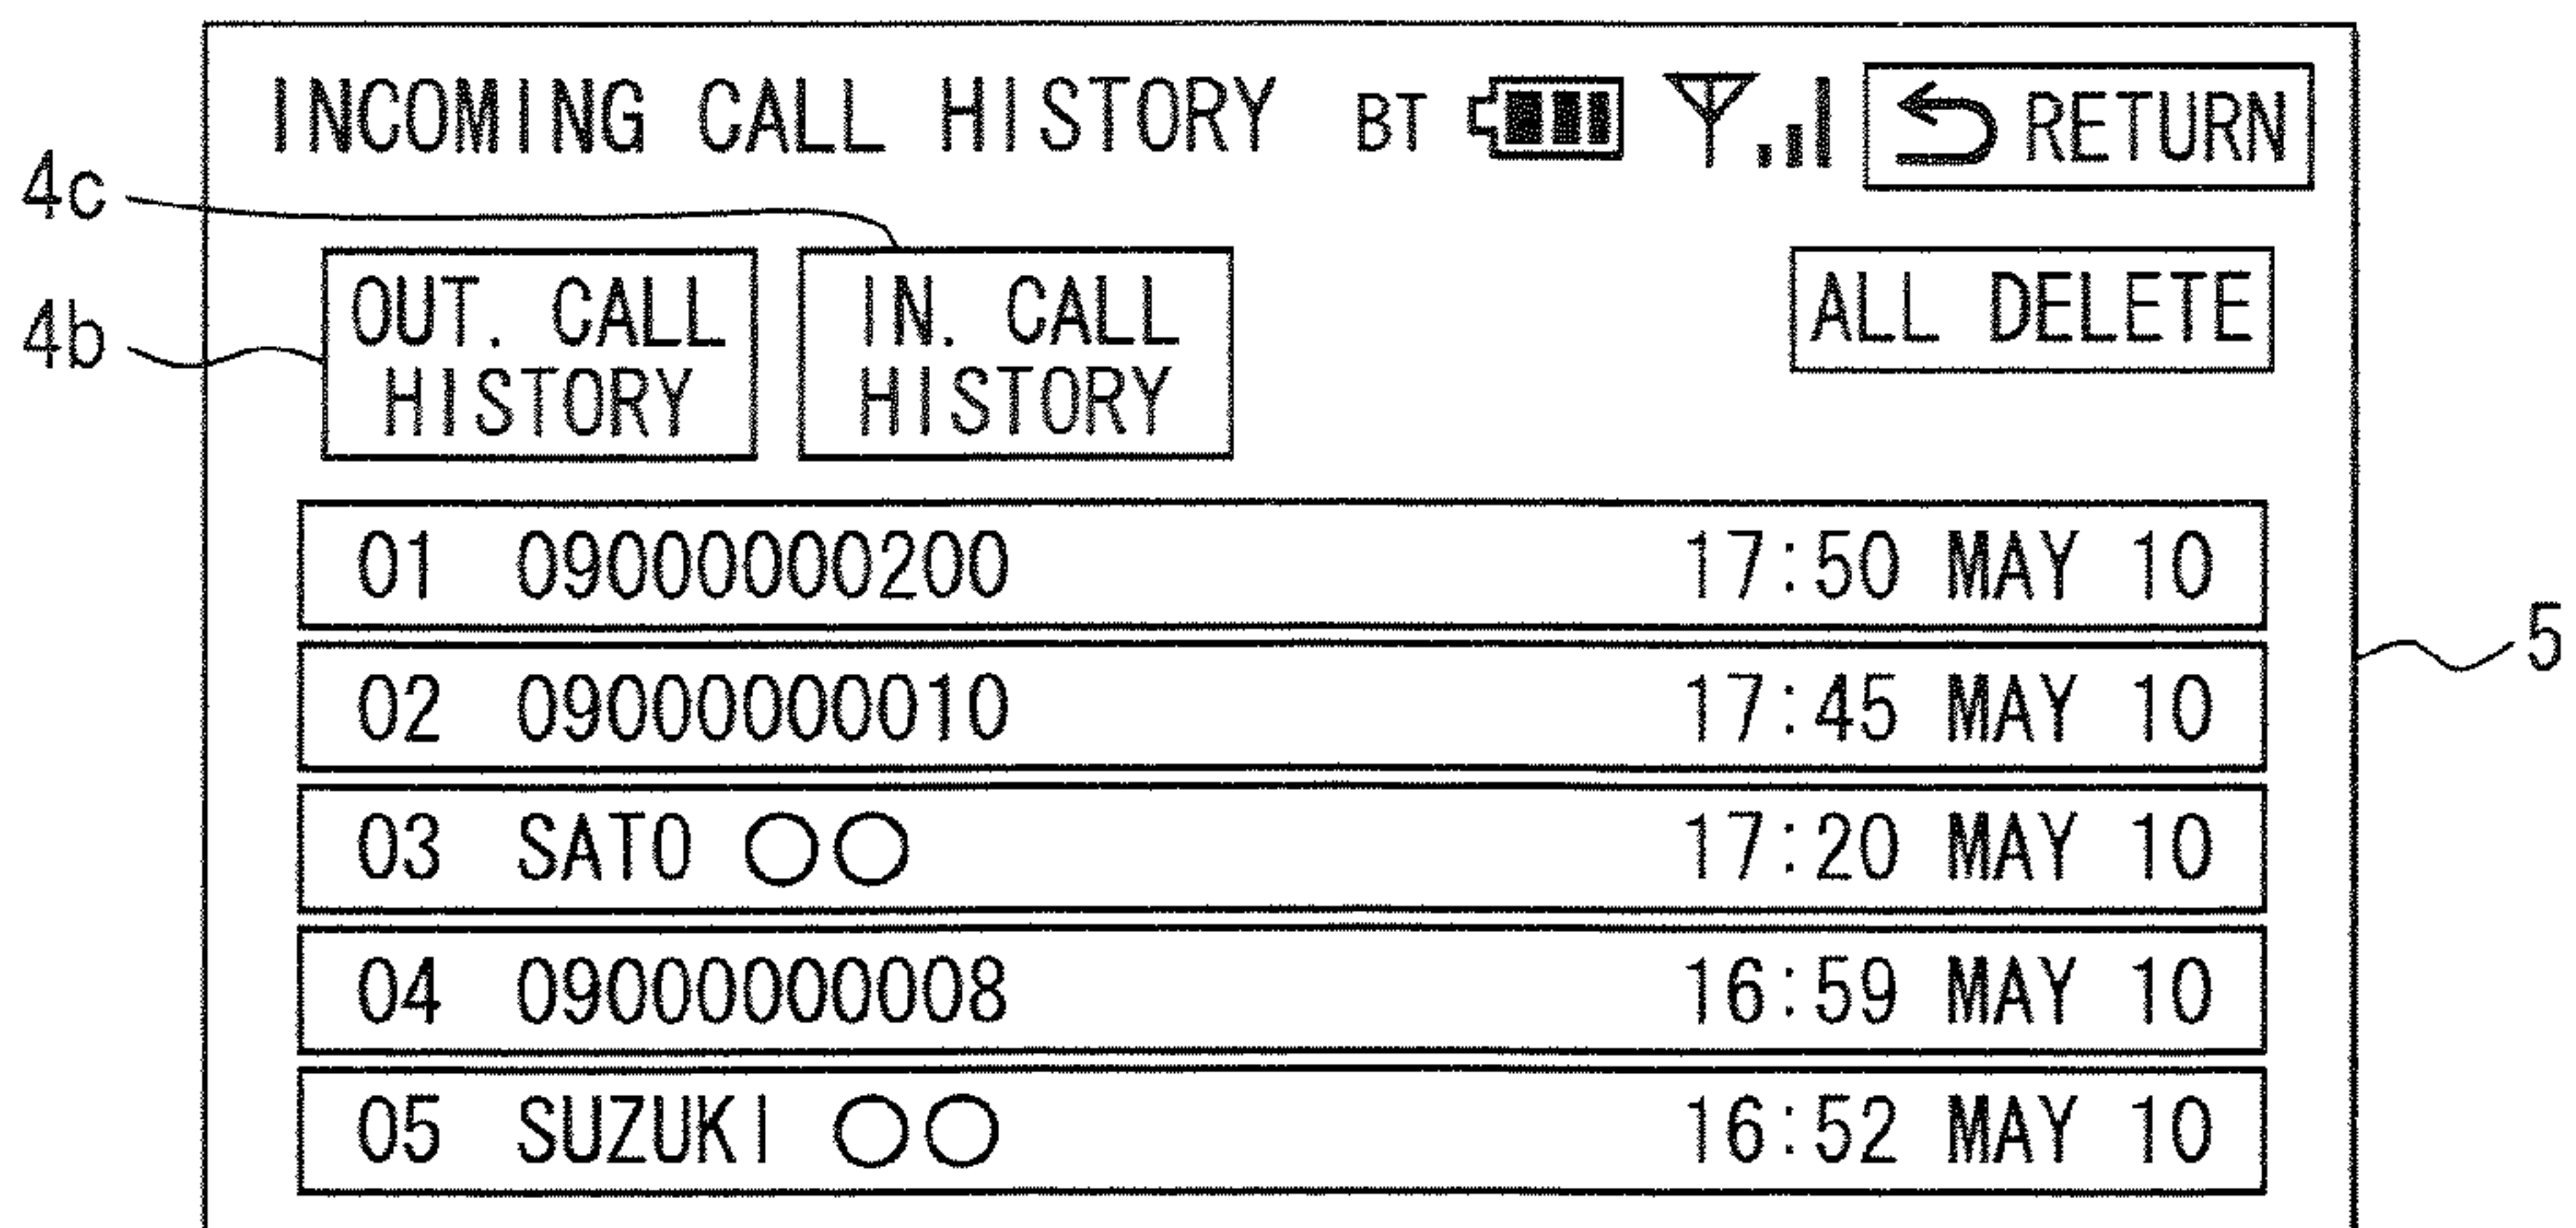 INCOMING CALL HISTORY BT RETURN
4c
OUT. CALL HISTORY
IN. CALL HISTORY
ALL DELETE
4b
01 09000000200 17:50 MAY 10
02 09000000010 17:45 MAY 10
5
03 SATO ○○ 17:20 MAY 10
04 09000000008 16:59 MAY 10
05 SUZUKI ○○ 16:52 MAY 10